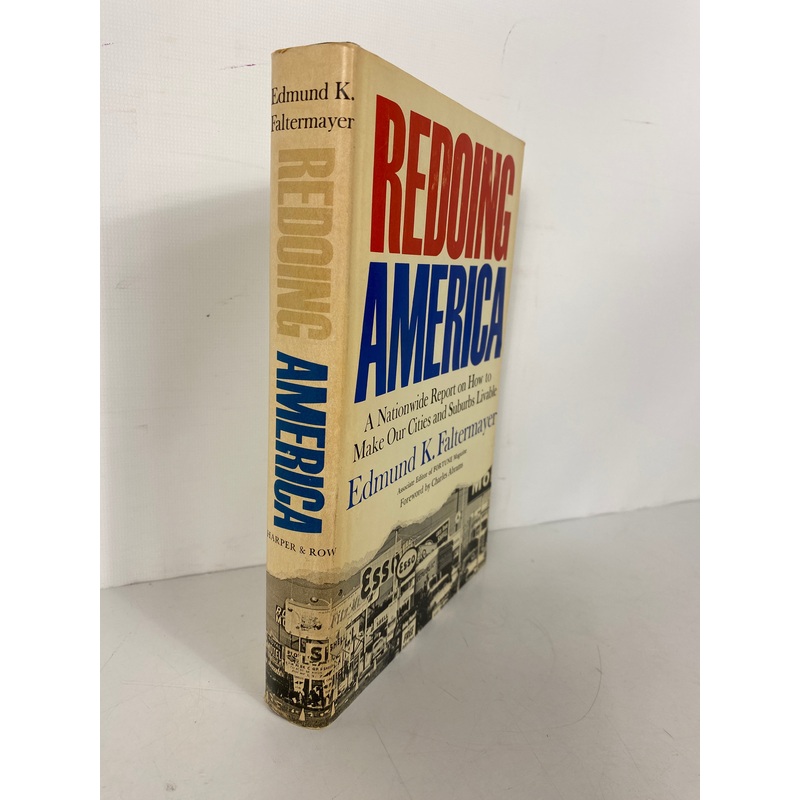 Edmund K.
Faltermayer
REDOING
AMERICA
HARPER & ROW
REDOING
AMERICA
A Nationwide Report on How to
Make Our Cities and Suburbs Livable
Edmund K. Faltermayer
Associate Editor of FORTUNE Magazine
Foreword by Charles Abrams
MO
ESSO
ESSO
S